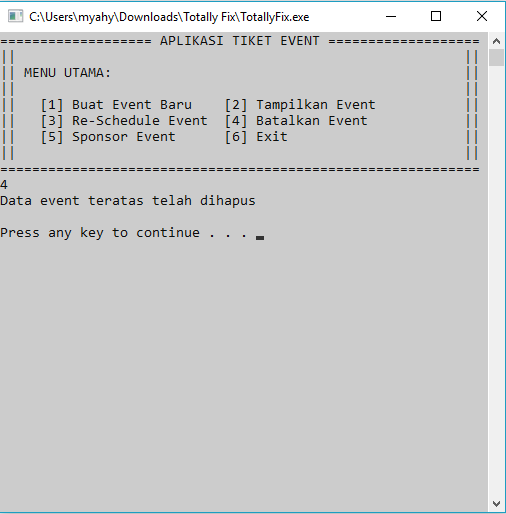 C:\Users\myahy\Downloads\Totally Fix\TotallyFix.exe
=================== APLIKASI TIKET EVENT ===================
||                                                        ||
|| MENU UTAMA:                                            ||
||                                                        ||
||   [1] Buat Event Baru    [2] Tampilkan Event           ||
||   [3] Re-Schedule Event  [4] Batalkan Event            ||
||   [5] Sponsor Event      [6] Exit                      ||
||                                                        ||
============================================================
4
Data event teratas telah dihapus
Press any key to continue . . .